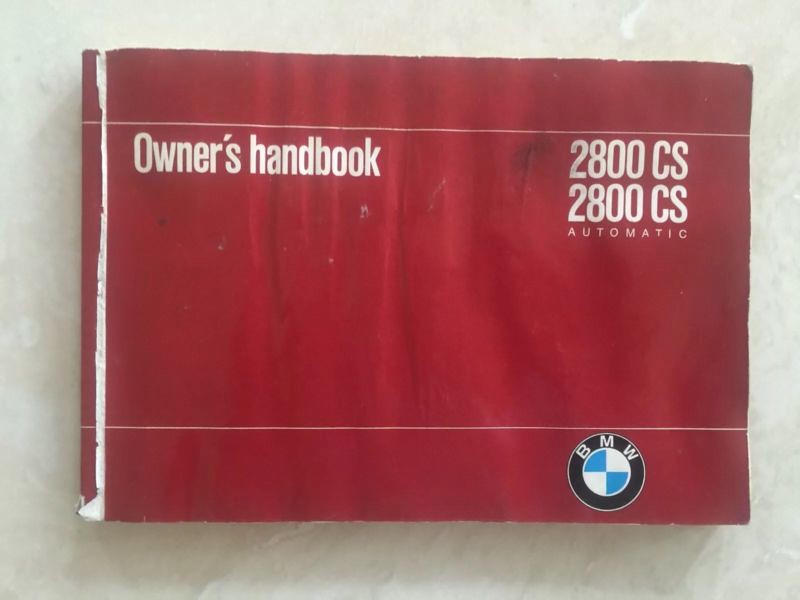 Owner's handbook
2800 CS
2800 CS
AUTOMATIC
BMW